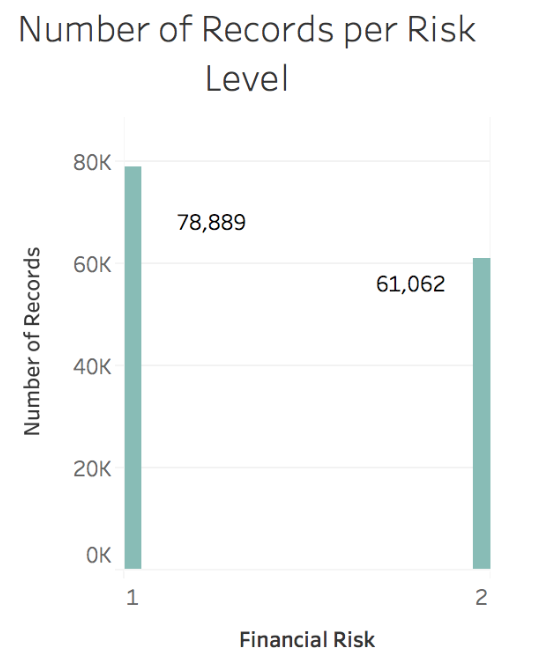 Number of Records per Risk
Level
80K
78,889
60K
61,062
40K
20K
0K
Number of Records
1
2
Financial Risk